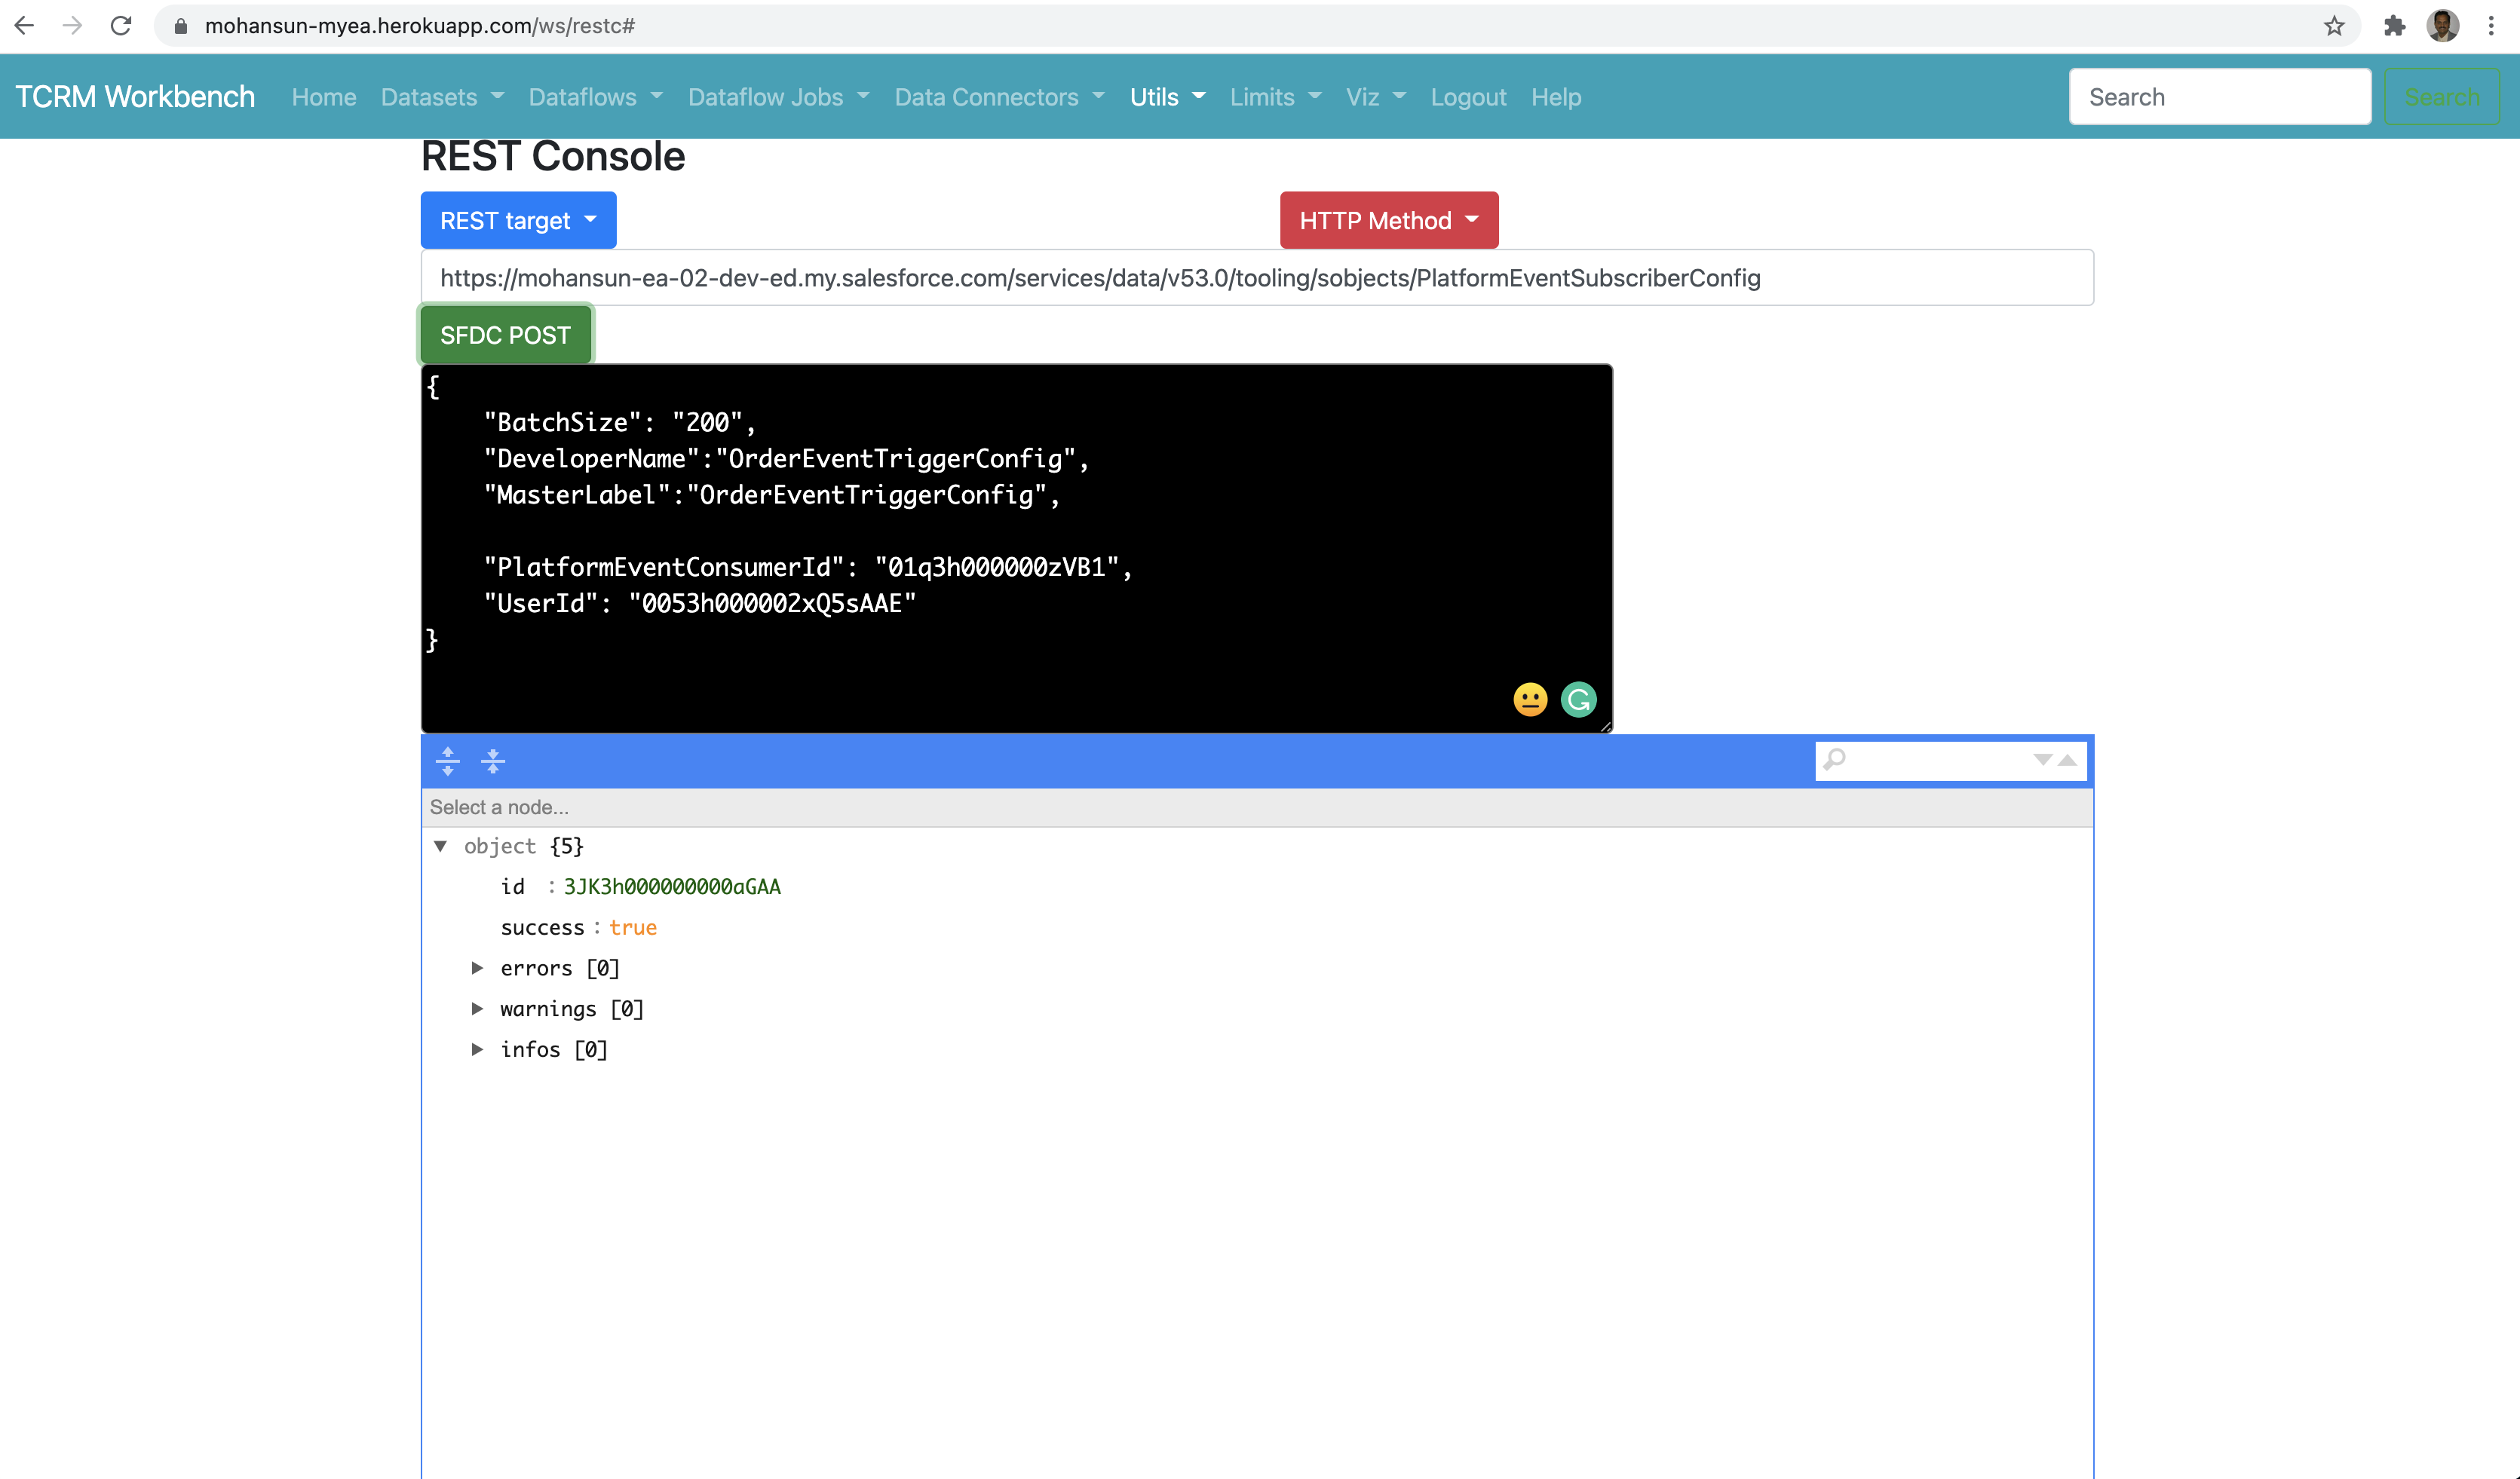 mohansun-myea.herokuapp.com/ws/restc#
TCRM Workbench Home Datasets Dataflows Dataflow Jobs Data Connectors Utils Limits Viz Logout Help Search Search
REST Console
REST target HTTP Method
https://mohansun-ea-02-dev-ed.my.salesforce.com/services/data/v53.0/tooling/sobjects/PlatformEventSubscriberConfig
SFDC POST
{
"BatchSize": "200",
"DeveloperName":"OrderEventTriggerConfig",
"MasterLabel":"OrderEventTriggerConfig",
"PlatformEventConsumerId": "01q3h000000zVB1",
"UserId": "0053h000002xQ5sAAE"
}
Select a node...
object {5}
id : 3JK3h000000000aGAA
success : true
errors [0]
warnings [0]
infos [0]